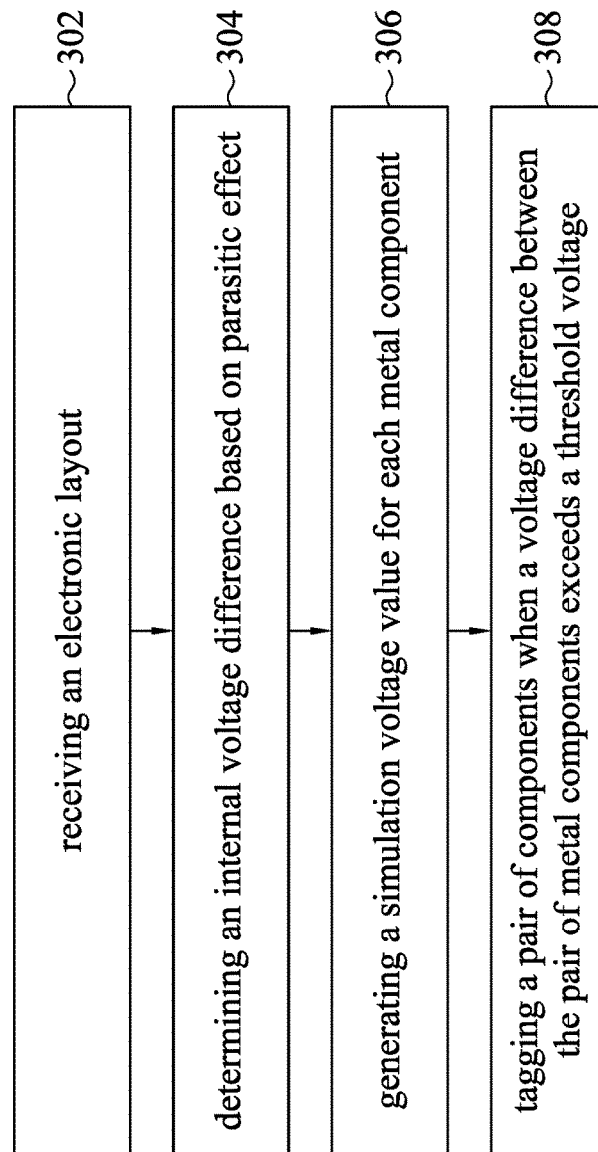 receiving an electronic layout
~302
determining an internal voltage difference based on parasitic effect
~304
generating a simulation voltage value for each metal component
~306
tagging a pair of components when a voltage difference between
the pair of metal components exceeds a threshold voltage
~308